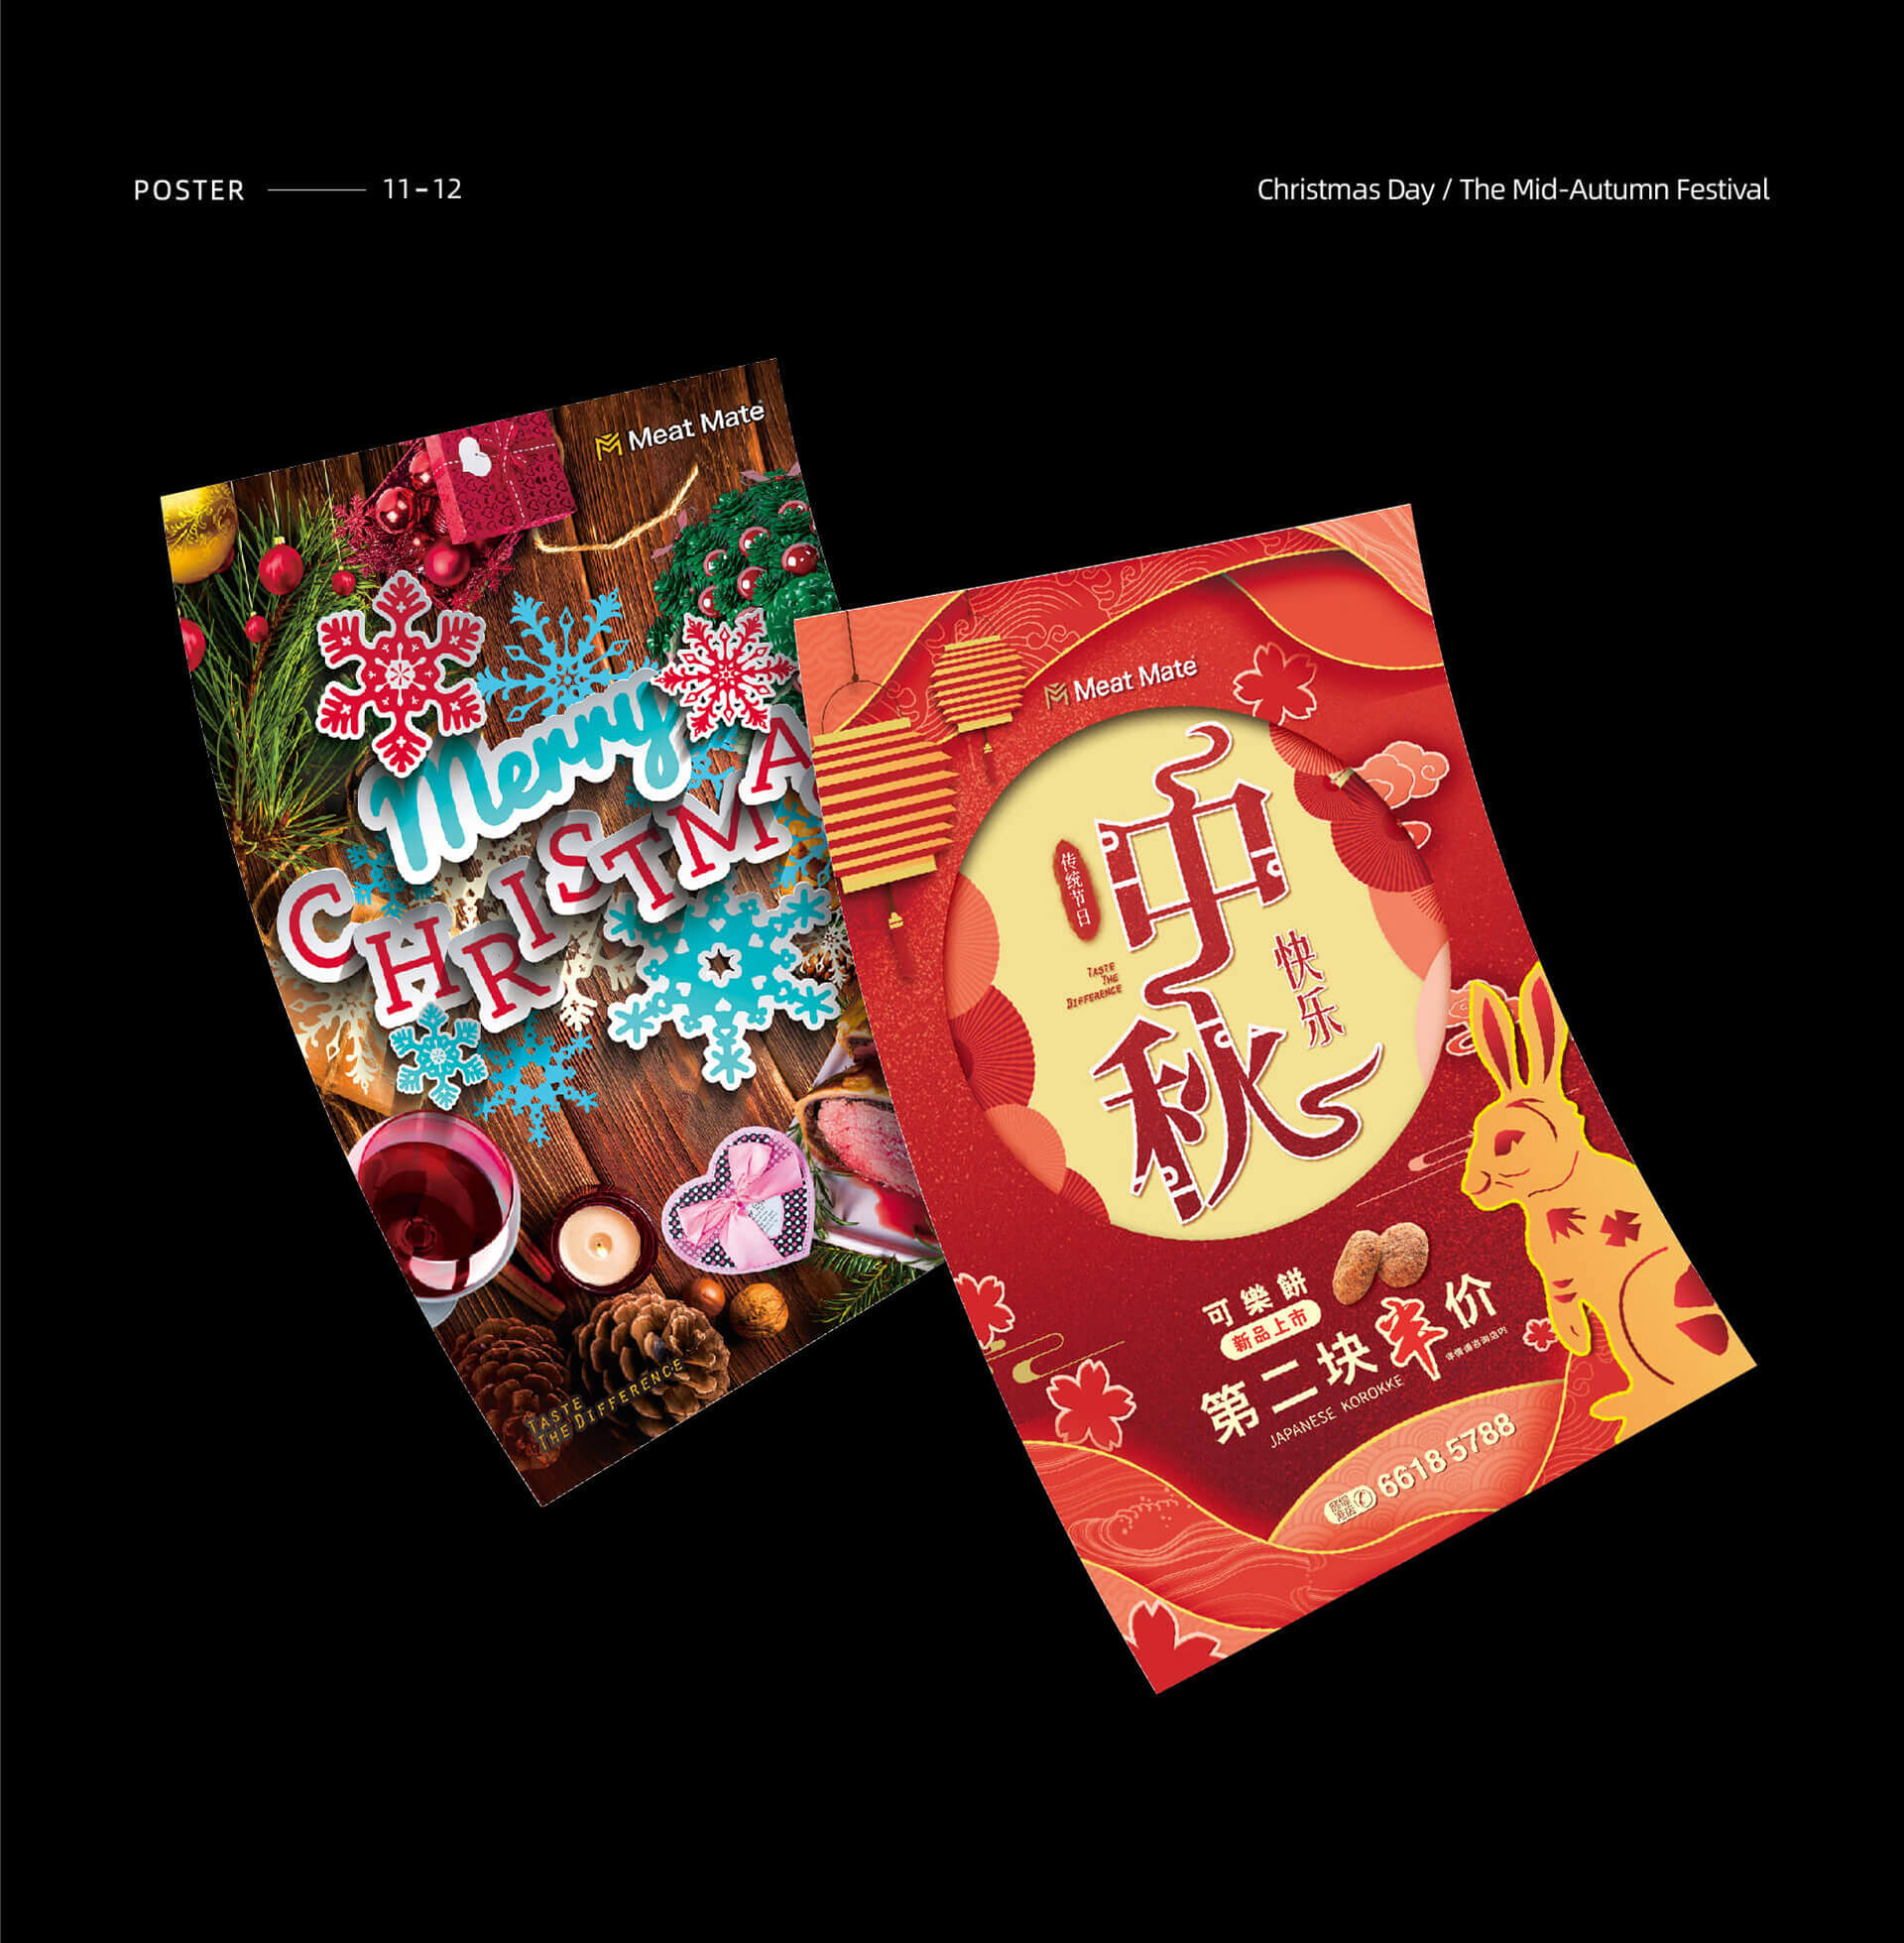 POSTER 11-12
Christmas Day / The Mid-Autumn Festival
Meat Mate
Merry
CHRISTMA
TASTE
THE DIFFERENCE
Meat Mate
中秋
快乐
传统节日
TASTE
THE
DIFFERENCE
可樂餅
新品上市
第二块半价
JAPANESE KOROKKE
6618 5788